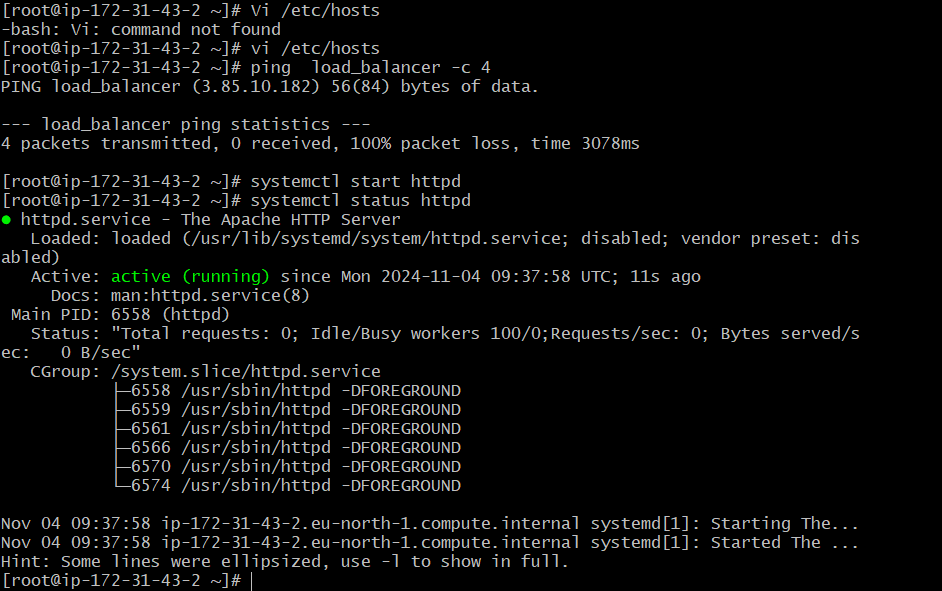 [root@ip-172-31-43-2 ~]# Vi /etc/hosts
-bash: Vi: command not found
[root@ip-172-31-43-2 ~]# vi /etc/hosts
[root@ip-172-31-43-2 ~]# ping  load_balancer -c 4
PING load_balancer (3.85.10.182) 56(84) bytes of data.

--- load_balancer ping statistics ---
4 packets transmitted, 0 received, 100% packet loss, time 3078ms

[root@ip-172-31-43-2 ~]# systemctl start httpd
[root@ip-172-31-43-2 ~]# systemctl status httpd
● httpd.service - The Apache HTTP Server
   Loaded: loaded (/usr/lib/systemd/system/httpd.service; disabled; vendor preset: dis
abled)
   Active: active (running) since Mon 2024-11-04 09:37:58 UTC; 11s ago
     Docs: man:httpd.service(8)
 Main PID: 6558 (httpd)
   Status: "Total requests: 0; Idle/Busy workers 100/0;Requests/sec: 0; Bytes served/s
ec:   0 B/sec"
   CGroup: /system.slice/httpd.service
           ├─6558 /usr/sbin/httpd -DFOREGROUND
           ├─6559 /usr/sbin/httpd -DFOREGROUND
           ├─6561 /usr/sbin/httpd -DFOREGROUND
           ├─6566 /usr/sbin/httpd -DFOREGROUND
           ├─6570 /usr/sbin/httpd -DFOREGROUND
           └─6574 /usr/sbin/httpd -DFOREGROUND

Nov 04 09:37:58 ip-172-31-43-2.eu-north-1.compute.internal systemd[1]: Starting The...
Nov 04 09:37:58 ip-172-31-43-2.eu-north-1.compute.internal systemd[1]: Started The ...
Hint: Some lines were ellipsized, use -l to show in full.
[root@ip-172-31-43-2 ~]#